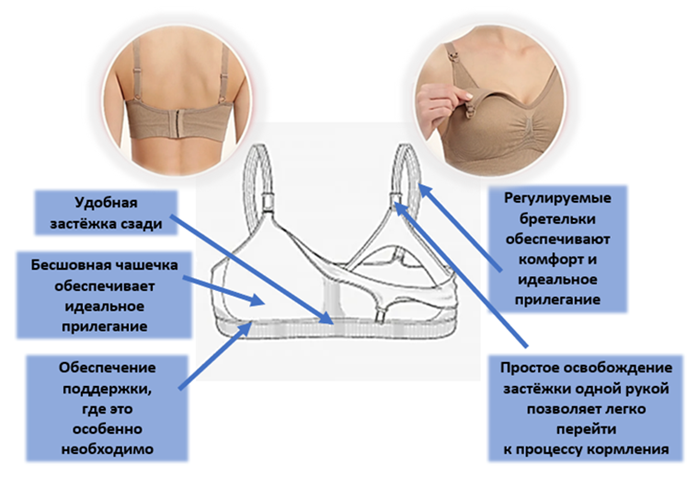 Удобная
застёжка сзади
Бесшовная чашечка
обеспечивает
идеальное
прилегание
Обеспечение
поддержки,
где это
особенно
необходимо
Регулируемые
бретельки
обеспечивают
комфорт и
идеальное
прилегание
Простое освобождение
застёжки одной рукой
позволяет легко
перейти
к процессу кормления